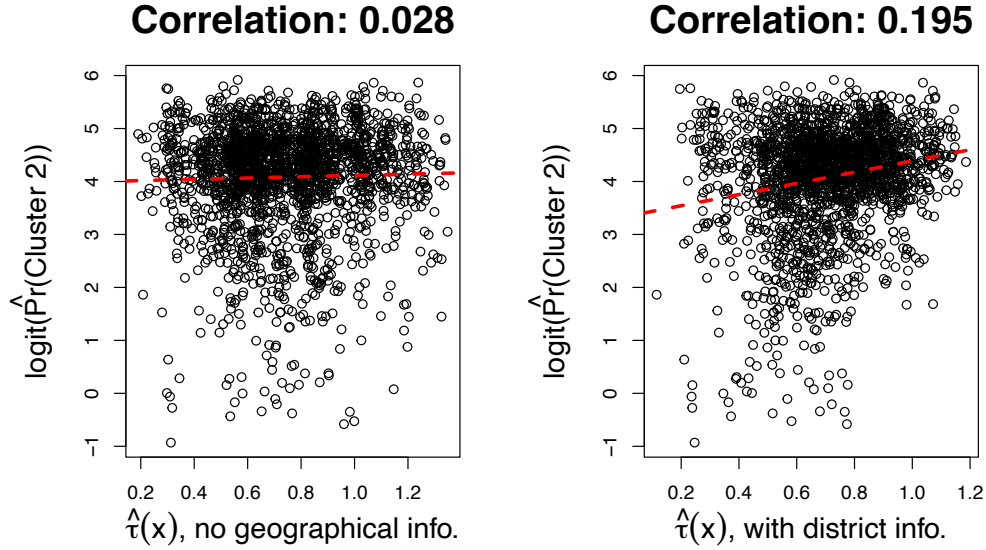 Correlation: 0.028
logit(P̂r(Cluster 2))
6
5
4
3
2
1
0
−1
0.2 0.4 0.6 0.8 1.0 1.2
τ̂(x), no geographical info.
Correlation: 0.195
logit(P̂r(Cluster 2))
6
5
4
3
2
1
0
−1
0.2 0.4 0.6 0.8 1.0 1.2
τ̂(x), with district info.